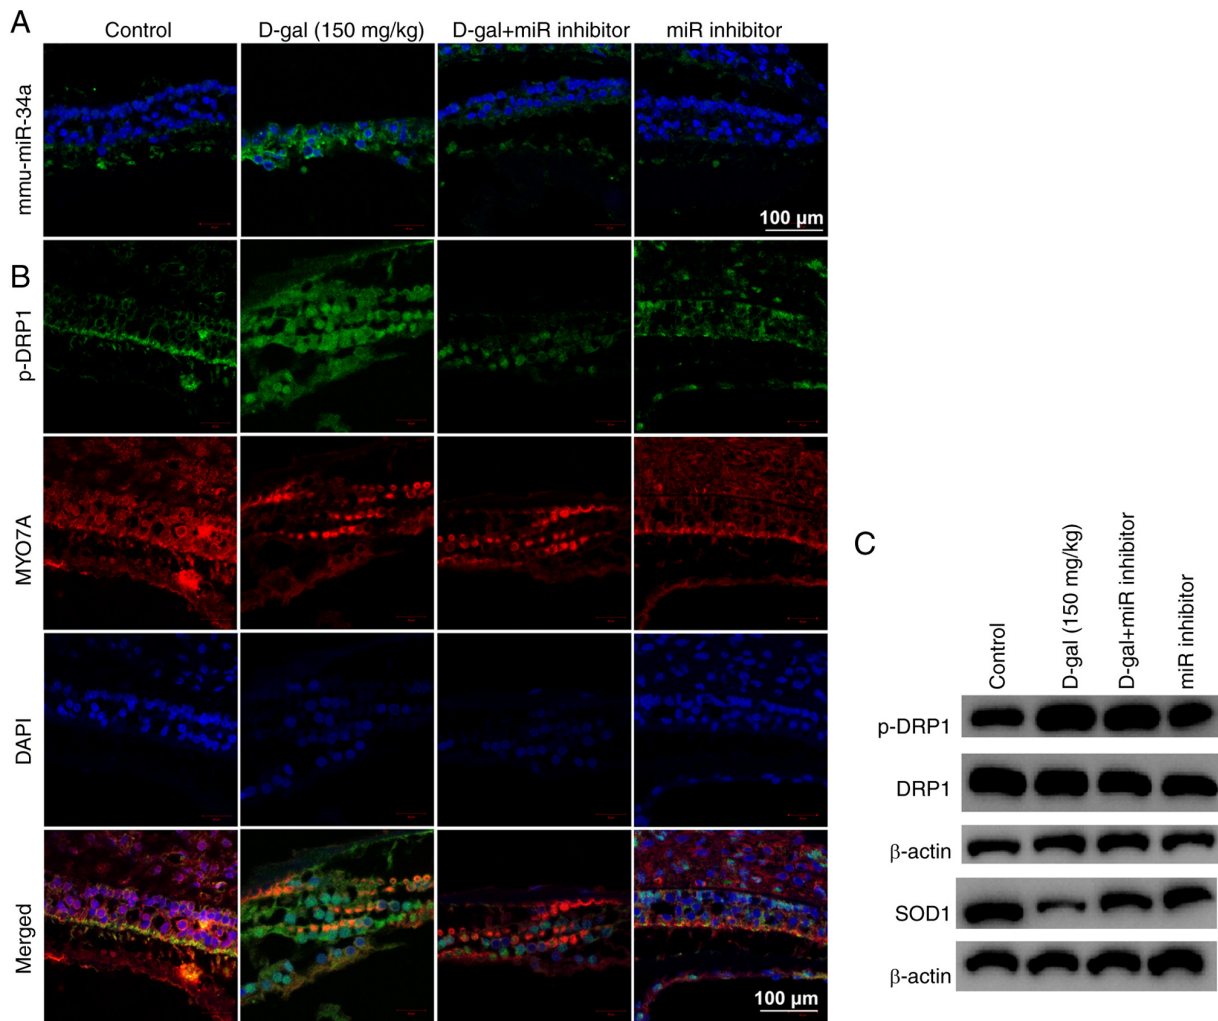 A
Control
D-gal (150 mg/kg)
D-gal+miR inhibitor
miR inhibitor
mmu-miR-34a
100 µm
B
p-DRP1
MYO7A
DAPI
Merged
100 µm
C
Control
D-gal (150 mg/kg)
D-gal+miR inhibitor
miR inhibitor
p-DRP1
DRP1
β-actin
SOD1
β-actin